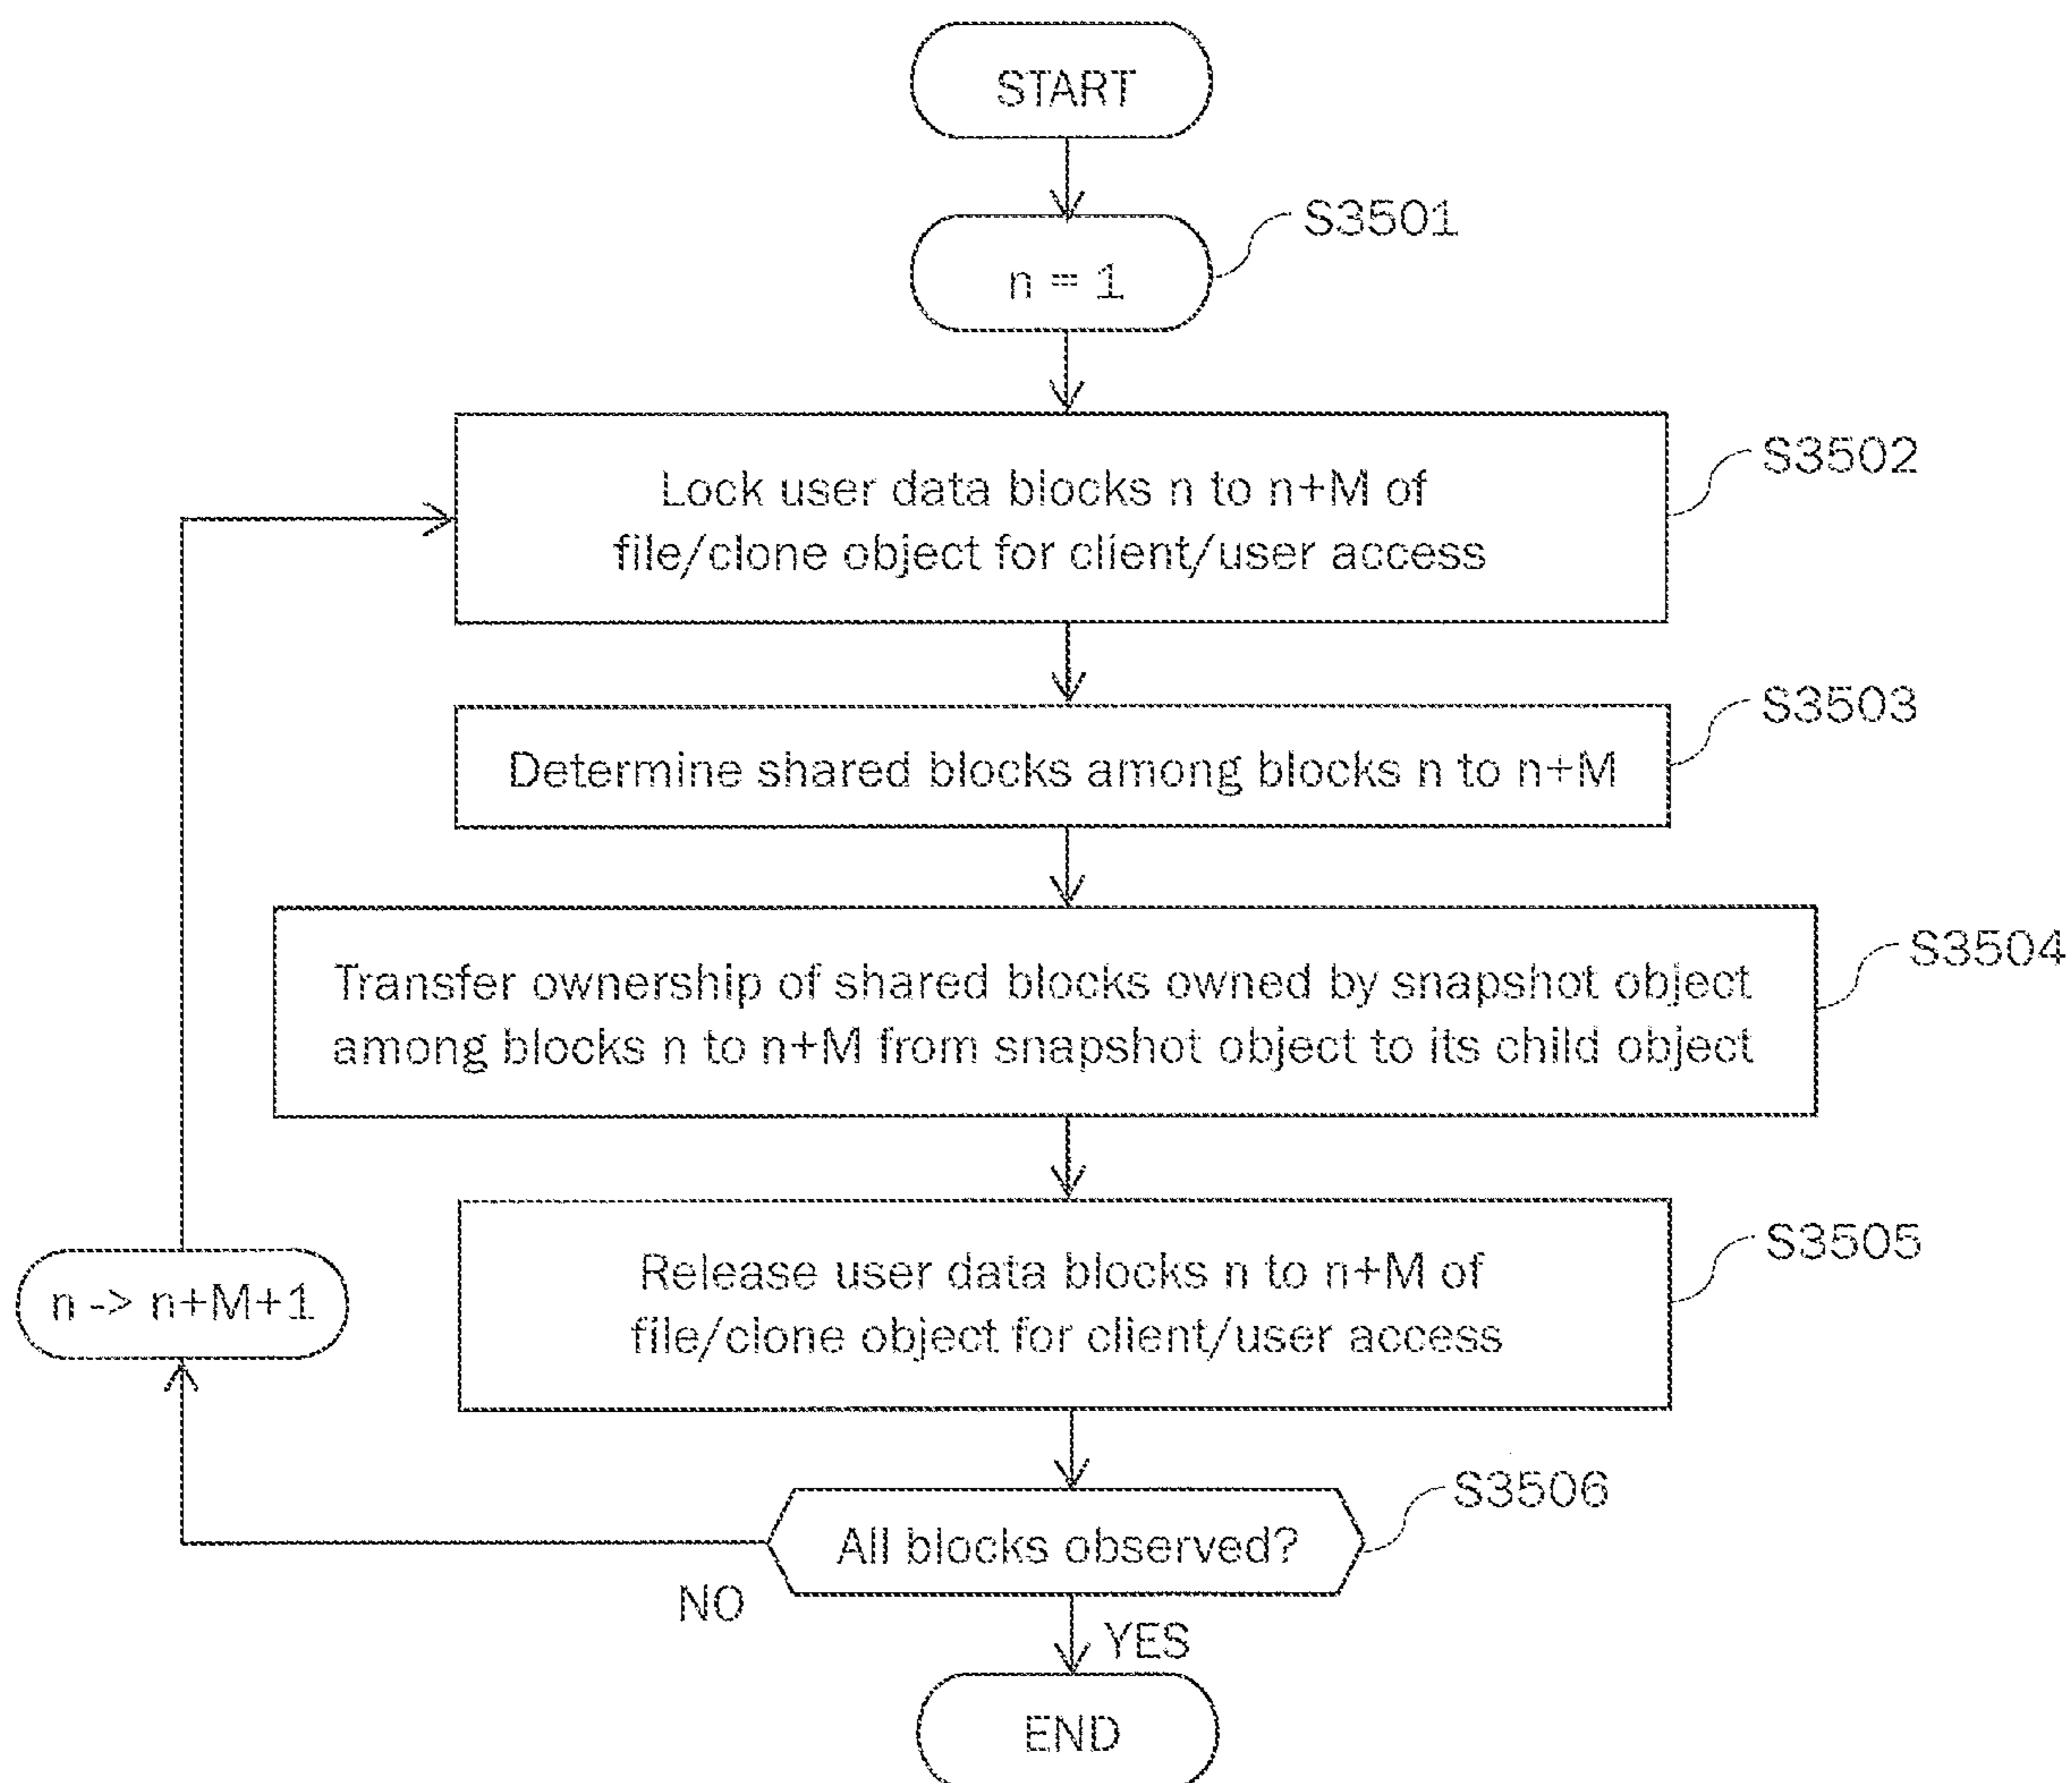 START
n = 1
S3501
Lock user data blocks n to n+M of
file/clone object for client/user access
S3502
Determine shared blocks among blocks n to n+M
S3503
Transfer ownership of shared blocks owned by snapshot object
among blocks n to n+M from snapshot object to its child object
S3504
Release user data blocks n to n+M of
file/clone object for client/user access
S3505
n -> n+M+1
All blocks observed?
S3506
NO
YES
END